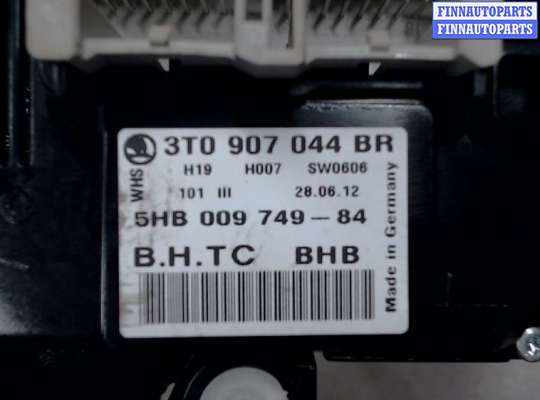 FINNAUTOPARTS
FINNAUTOPARTS
3T0 907 044 BR
H19 H007 SW0606
101 III 28.06.12
5HB 009 749-84
B.H.TC BHB
WHS
Made in Germany